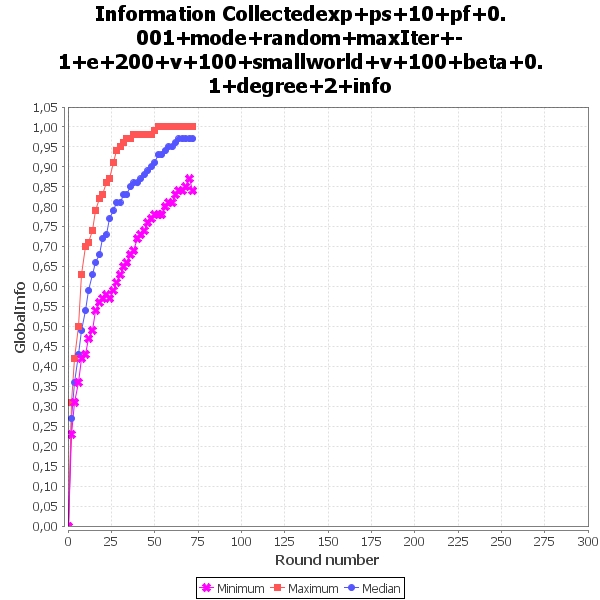 Information Collectedexp+ps+10+pf+0.
001+mode+random+maxIter+-
1+e+200+v+100+smallworld+v+100+beta+0.
1+degree+2+info
GlobalInfo
1,05
1,00
0,95
0,90
0,85
0,80
0,75
0,70
0,65
0,60
0,55
0,50
0,45
0,40
0,35
0,30
0,25
0,20
0,15
0,10
0,05
0,00
0 25 50 75 100 125 150 175 200 225 250 275 300
Round number
Minimum Maximum Median